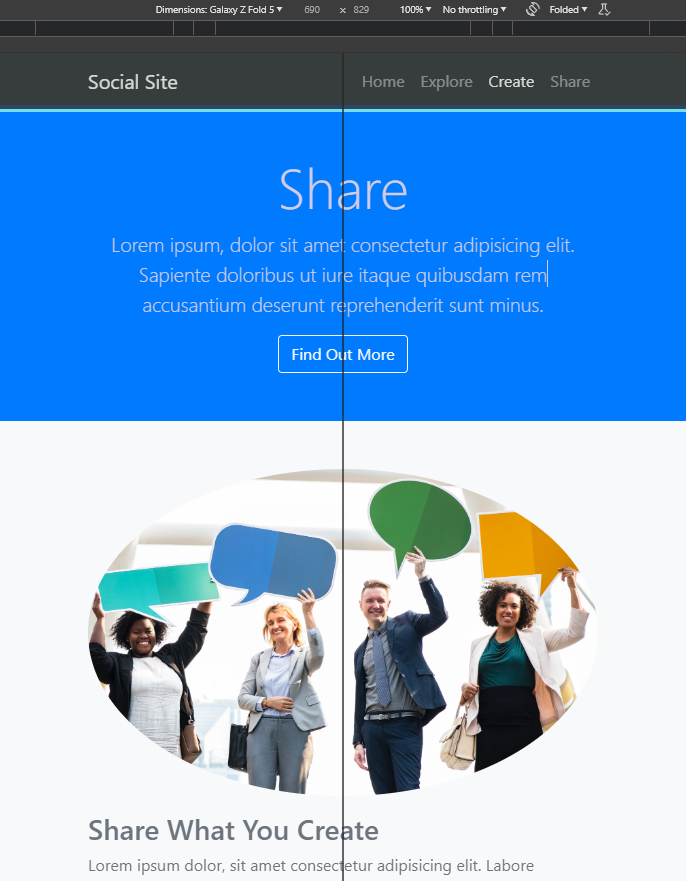 Dimensions: Galaxy Z Fold 5 ▼ 690 x 829 100% ▼ No throttling ▼ Folded ▼
Social Site Home Explore Create Share
Share
Lorem ipsum, dolor sit amet consectetur adipisicing elit.
Sapiente doloribus ut iure itaque quibusdam rem
accusantium deserunt reprehenderit sunt minus.
Find Out More
Share What You Create
Lorem ipsum dolor, sit amet consectetur adipisicing elit. Labore